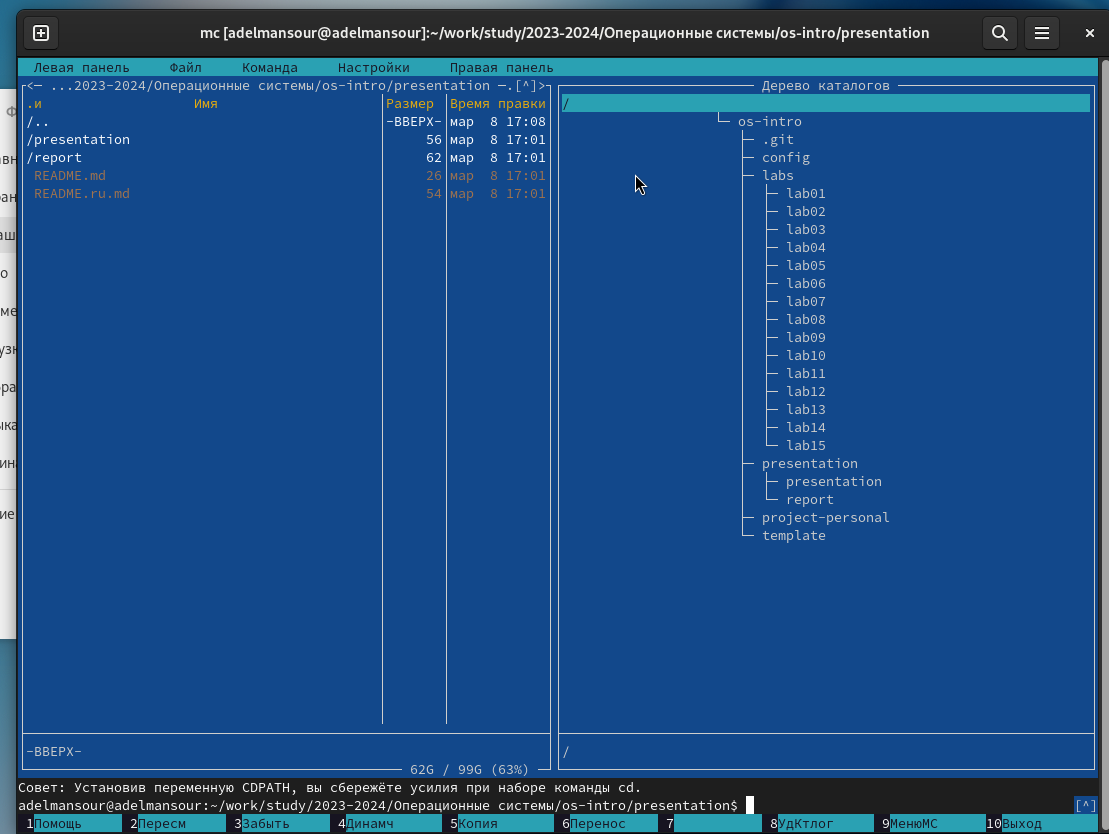 mc [adelmansour@adelmansour]:~/work/study/2023-2024/Операционные системы/os-intro/presentation
Левая панель Файл Команда Настройки Правая панель
<— ...2023-2024/Операционные системы/os-intro/presentation —.[^]>
.и Имя Размер Время правки
/.. -ВВЕРХ- мар 8 17:08
/presentation 56 мар 8 17:01
/report 62 мар 8 17:01
README.md 26 мар 8 17:01
README.ru.md 54 мар 8 17:01
-ВВЕРХ-
62G / 99G (63%)
Дерево каталогов
/
os-intro
.git
config
labs
lab01
lab02
lab03
lab04
lab05
lab06
lab07
lab08
lab09
lab10
lab11
lab12
lab13
lab14
lab15
presentation
presentation
report
project-personal
template
/
Совет: Установив переменную CDPATH, вы сбережёте усилия при наборе команды cd.
adelmansour@adelmansour:~/work/study/2023-2024/Операционные системы/os-intro/presentation$ [^]
1Помощь 2Пересм 3Забыть 4Динамч 5Копия 6Перенос 7 8УдКтлог 9МенюМС 10Выход